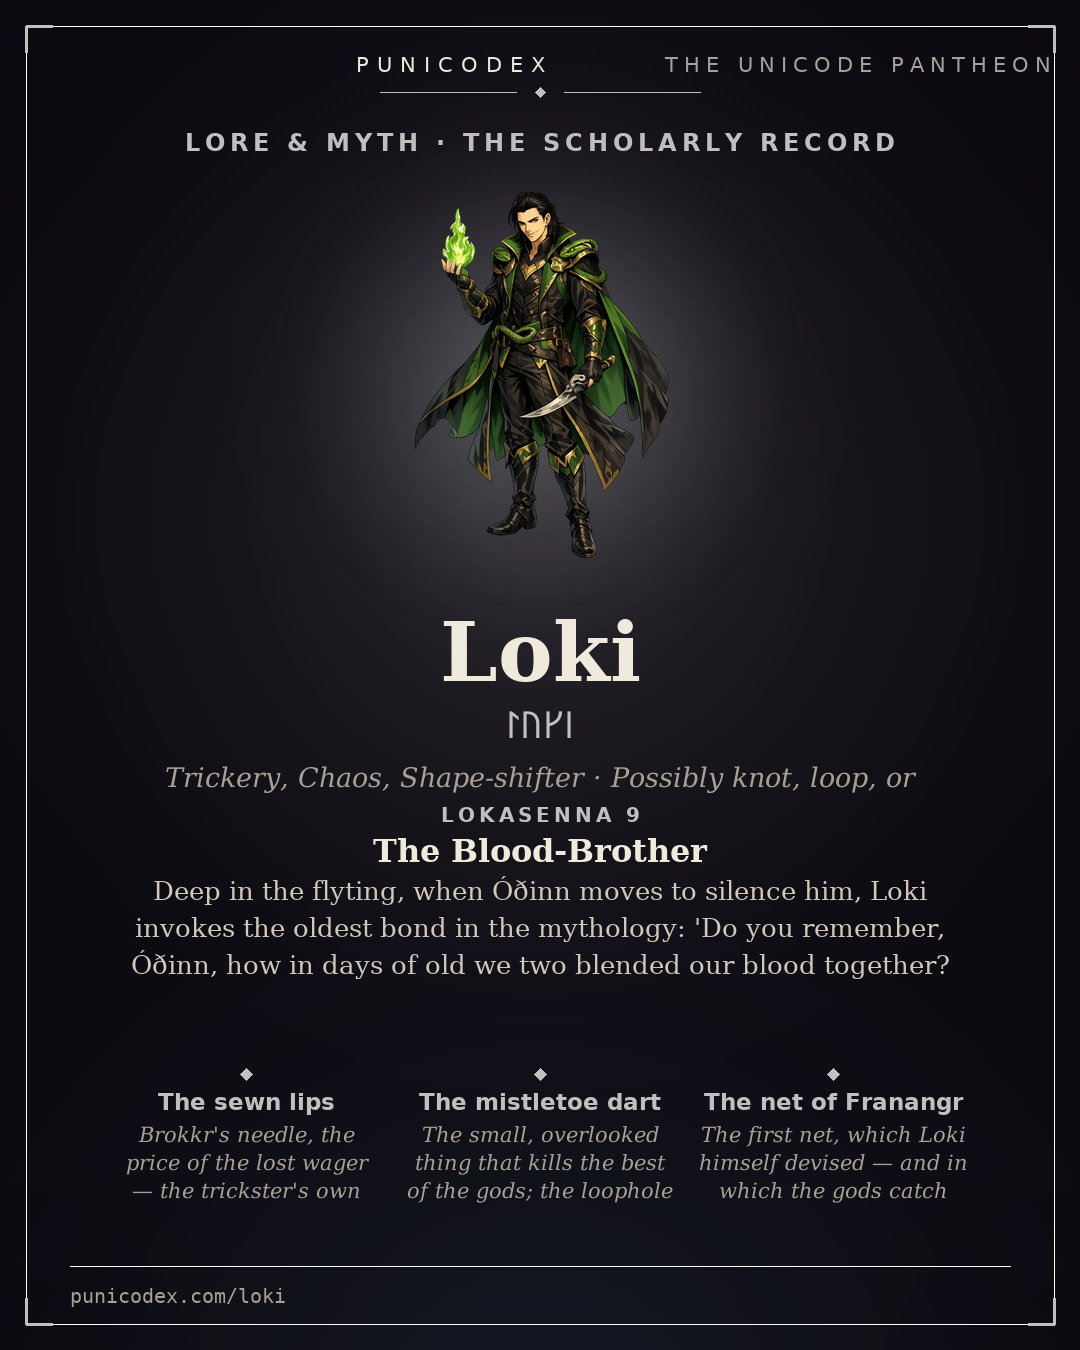 PUNICODEX THE UNICODE PANTHEON
LORE & MYTH · THE SCHOLARLY RECORD
Loki
ᛚᚢᚴᛁ
Trickery, Chaos, Shape-shifter · Possibly knot, loop, or
LOKASENNA 9
The Blood-Brother
Deep in the flyting, when Óðinn moves to silence him, Loki
invokes the oldest bond in the mythology: 'Do you remember,
Óðinn, how in days of old we two blended our blood together?
The sewn lips
Brokkr's needle, the
price of the lost wager
— the trickster's own
The mistletoe dart
The small, overlooked
thing that kills the best
of the gods; the loophole
The net of Franangr
The first net, which Loki
himself devised — and in
which the gods catch
punicodex.com/loki